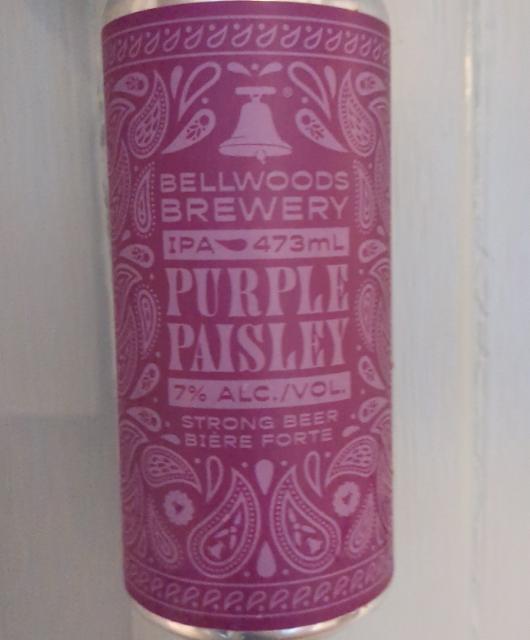 ®
BELLWOODS
BREWERY
IPA 473mL
PURPLE
PAISLEY
7% ALC./VOL.
STRONG BEER
BIÈRE FORTE